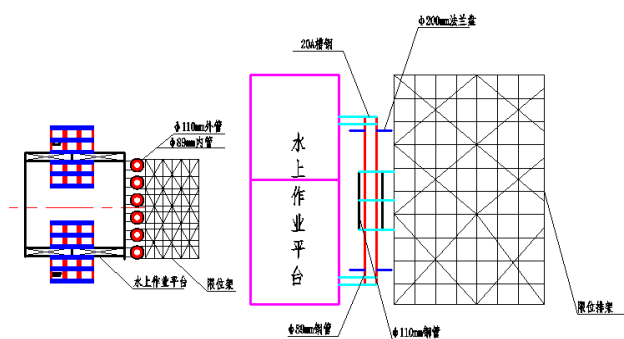 φ200mm法兰盘
20A槽钢
φ110mm外管
φ89mm内管
水上作业平台
水上作业平台
限位架
限位排架
φ89mm钢管
φ110mm钢管